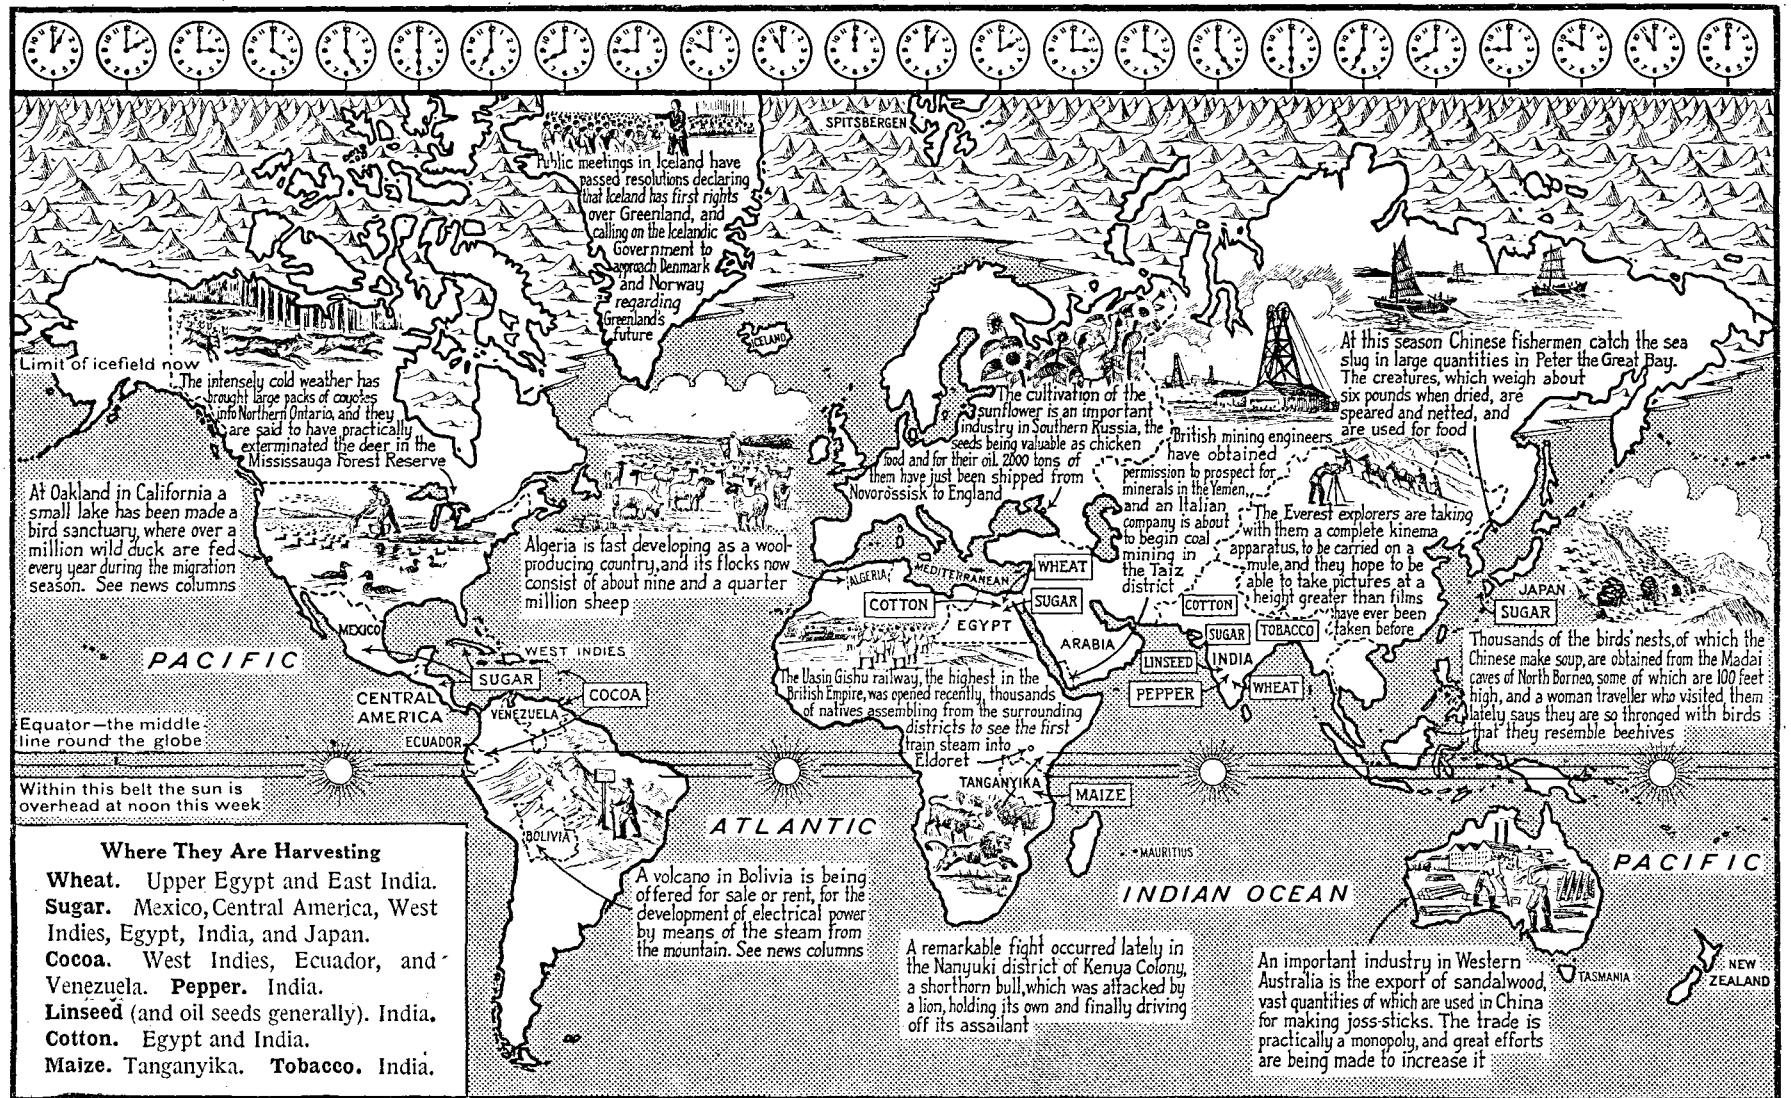 SPITSBERGEN
Public meetings in Iceland have
passed resolutions declaring
that Iceland has first rights
over Greenland, and
calling on the Icelandic
Government to
approach Denmark
and Norway
regarding
Greenland's
future
ICELAND
Limit of icefield now
The intensely cold weather has
brought large packs of coyotes
into Northern Ontario, and they
are said to have practically
exterminated the deer in the
Mississauga Forest Reserve
At Oakland in California a
small lake has been made a
bird sanctuary, where over a
million wild duck are fed
every year during the migration
season. See news columns
Algeria is fast developing as a wool-
producing country, and its flocks now
consist of about nine and a quarter
million sheep
The cultivation of the
sunflower is an important
industry in Southern Russia, the
seeds being valuable as chicken
food and for their oil. 2000 tons of
them have just been shipped from
Novorossisk to England
British mining engineers
have obtained
permission to prospect for
minerals in the Yemen,
and an Italian
company is about
to begin coal
mining in
the Taiz
district
At this season Chinese fishermen catch the sea
slug in large quantities in Peter the Great Bay.
The creatures, which weigh about
six pounds when dried, are
speared and netted, and
are used for food
The Everest explorers are taking
with them a complete kinema
apparatus, to be carried on a
mule, and they hope to be
able to take pictures at a
height greater than films
have ever been
taken before
JAPAN
SUGAR
Thousands of the birds' nests, of which the
Chinese make soup, are obtained from the Madai
caves of North Borneo, some of which are 100 feet
high, and a woman traveller who visited them
lately says they are so thronged with birds
that they resemble beehives
ALGERIA
MEDITERRANEAN
WHEAT
COTTON
SUGAR
EGYPT
ARABIA
COTTON
SUGAR
TOBACCO
LINSEED
INDIA
PEPPER
WHEAT
MEXICO
PACIFIC
WEST INDIES
SUGAR
COCOA
CENTRAL
AMERICA
VENEZUELA
ECUADOR
The Uasin Gishu railway, the highest in the
British Empire, was opened recently, thousands
of natives assembling from the surrounding
districts to see the first
train steam into
Eldoret
Equator—the middle
line round the globe
Within this belt the sun is
overhead at noon this week
TANGANYIKA
MAIZE
ATLANTIC
BOLIVIA
MAURITIUS
INDIAN OCEAN
PACIFIC
A volcano in Bolivia is being
offered for sale or rent, for the
development of electrical power
by means of the steam from
the mountain. See news columns
A remarkable fight occurred lately in
the Nanyuki district of Kenya Colony,
a shorthorn bull, which was attacked by
a lion, holding its own and finally driving
off its assailant
An important industry in Western
Australia is the export of sandalwood,
vast quantities of which are used in China
for making joss-sticks. The trade is
practically a monopoly, and great efforts
are being made to increase it
TASMANIA
NEW
ZEALAND
Where They Are Harvesting
Wheat. Upper Egypt and East India.
Sugar. Mexico, Central America, West
Indies, Egypt, India, and Japan.
Cocoa. West Indies, Ecuador, and
Venezuela. Pepper. India.
Linseed (and oil seeds generally). India.
Cotton. Egypt and India.
Maize. Tanganyika. Tobacco. India.